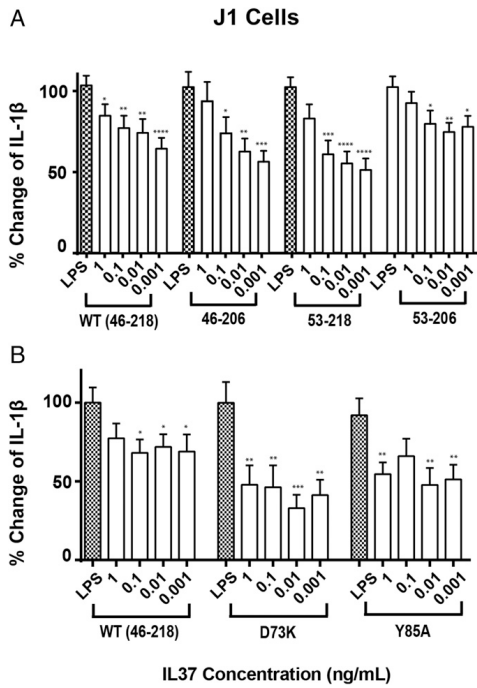 A
J1 Cells
% Change of IL-1β
100
50
0
* ** ** ****
* ** ***
*** **** ****
* ** *
LPS 1 0.1 0.01 0.001
LPS 1 0.1 0.01 0.001
LPS 1 0.1 0.01 0.001
LPS 1 0.1 0.01 0.001
WT (46-218) 46-206 53-218 53-206
B
% Change of IL-1β
100
50
0
* * *
** ** *** **
** ** **
LPS 1 0.1 0.01 0.001
LPS 1 0.1 0.01 0.001
LPS 1 0.1 0.01 0.001
WT (46-218) D73K Y85A
IL37 Concentration (ng/mL)